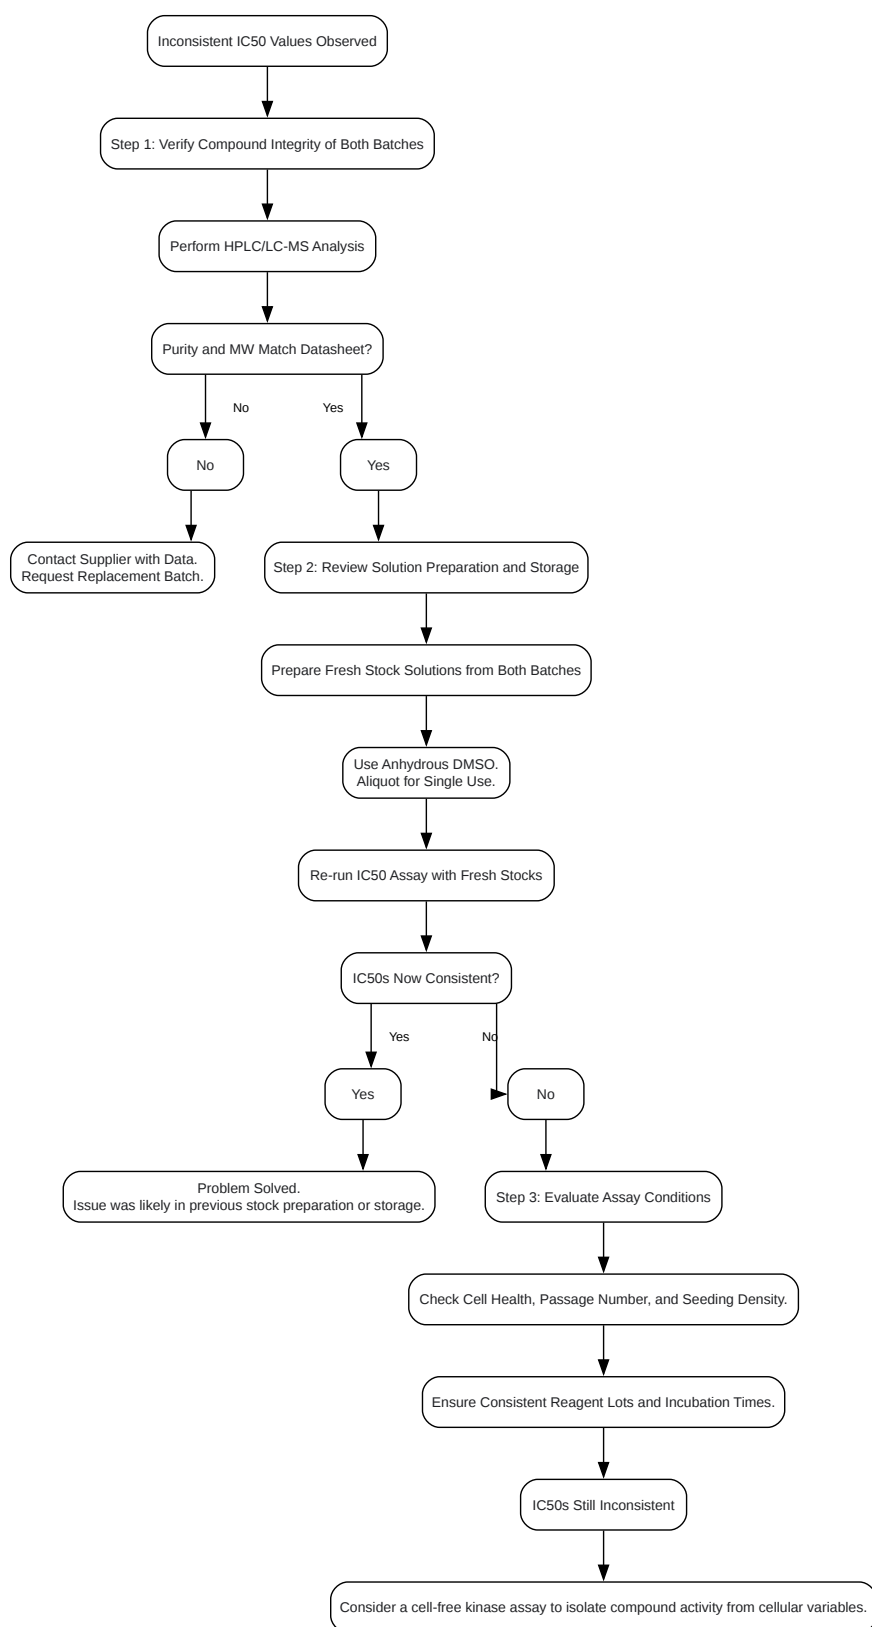 Inconsistent IC50 Values Observed
Step 1: Verify Compound Integrity of Both Batches
Perform HPLC/LC-MS Analysis
Purity and MW Match Datasheet?
No
Yes
No
Yes
Contact Supplier with Data.
Request Replacement Batch.
Step 2: Review Solution Preparation and Storage
Prepare Fresh Stock Solutions from Both Batches
Use Anhydrous DMSO.
Aliquot for Single Use.
Re-run IC50 Assay with Fresh Stocks
IC50s Now Consistent?
Yes
No
Yes
No
Problem Solved.
Issue was likely in previous stock preparation or storage.
Step 3: Evaluate Assay Conditions
Check Cell Health, Passage Number, and Seeding Density.
Ensure Consistent Reagent Lots and Incubation Times.
IC50s Still Inconsistent
Consider a cell-free kinase assay to isolate compound activity from cellular variables.